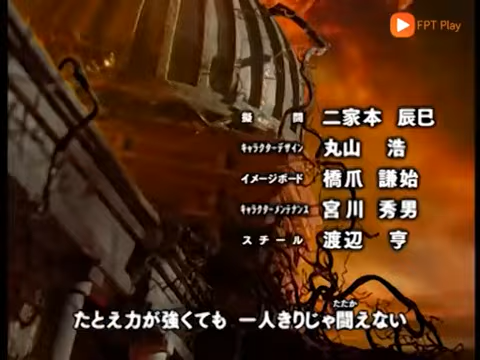 FPT Play
擬闘 二家本 辰巳
キャラクターデザイン 丸山 浩
イメージボード 橋爪 謙始
キャラクターメンテナンス 宮川 秀男
スチール 渡辺 亨
たたか
たとえ力が強くても 一人きりじゃ闘えない